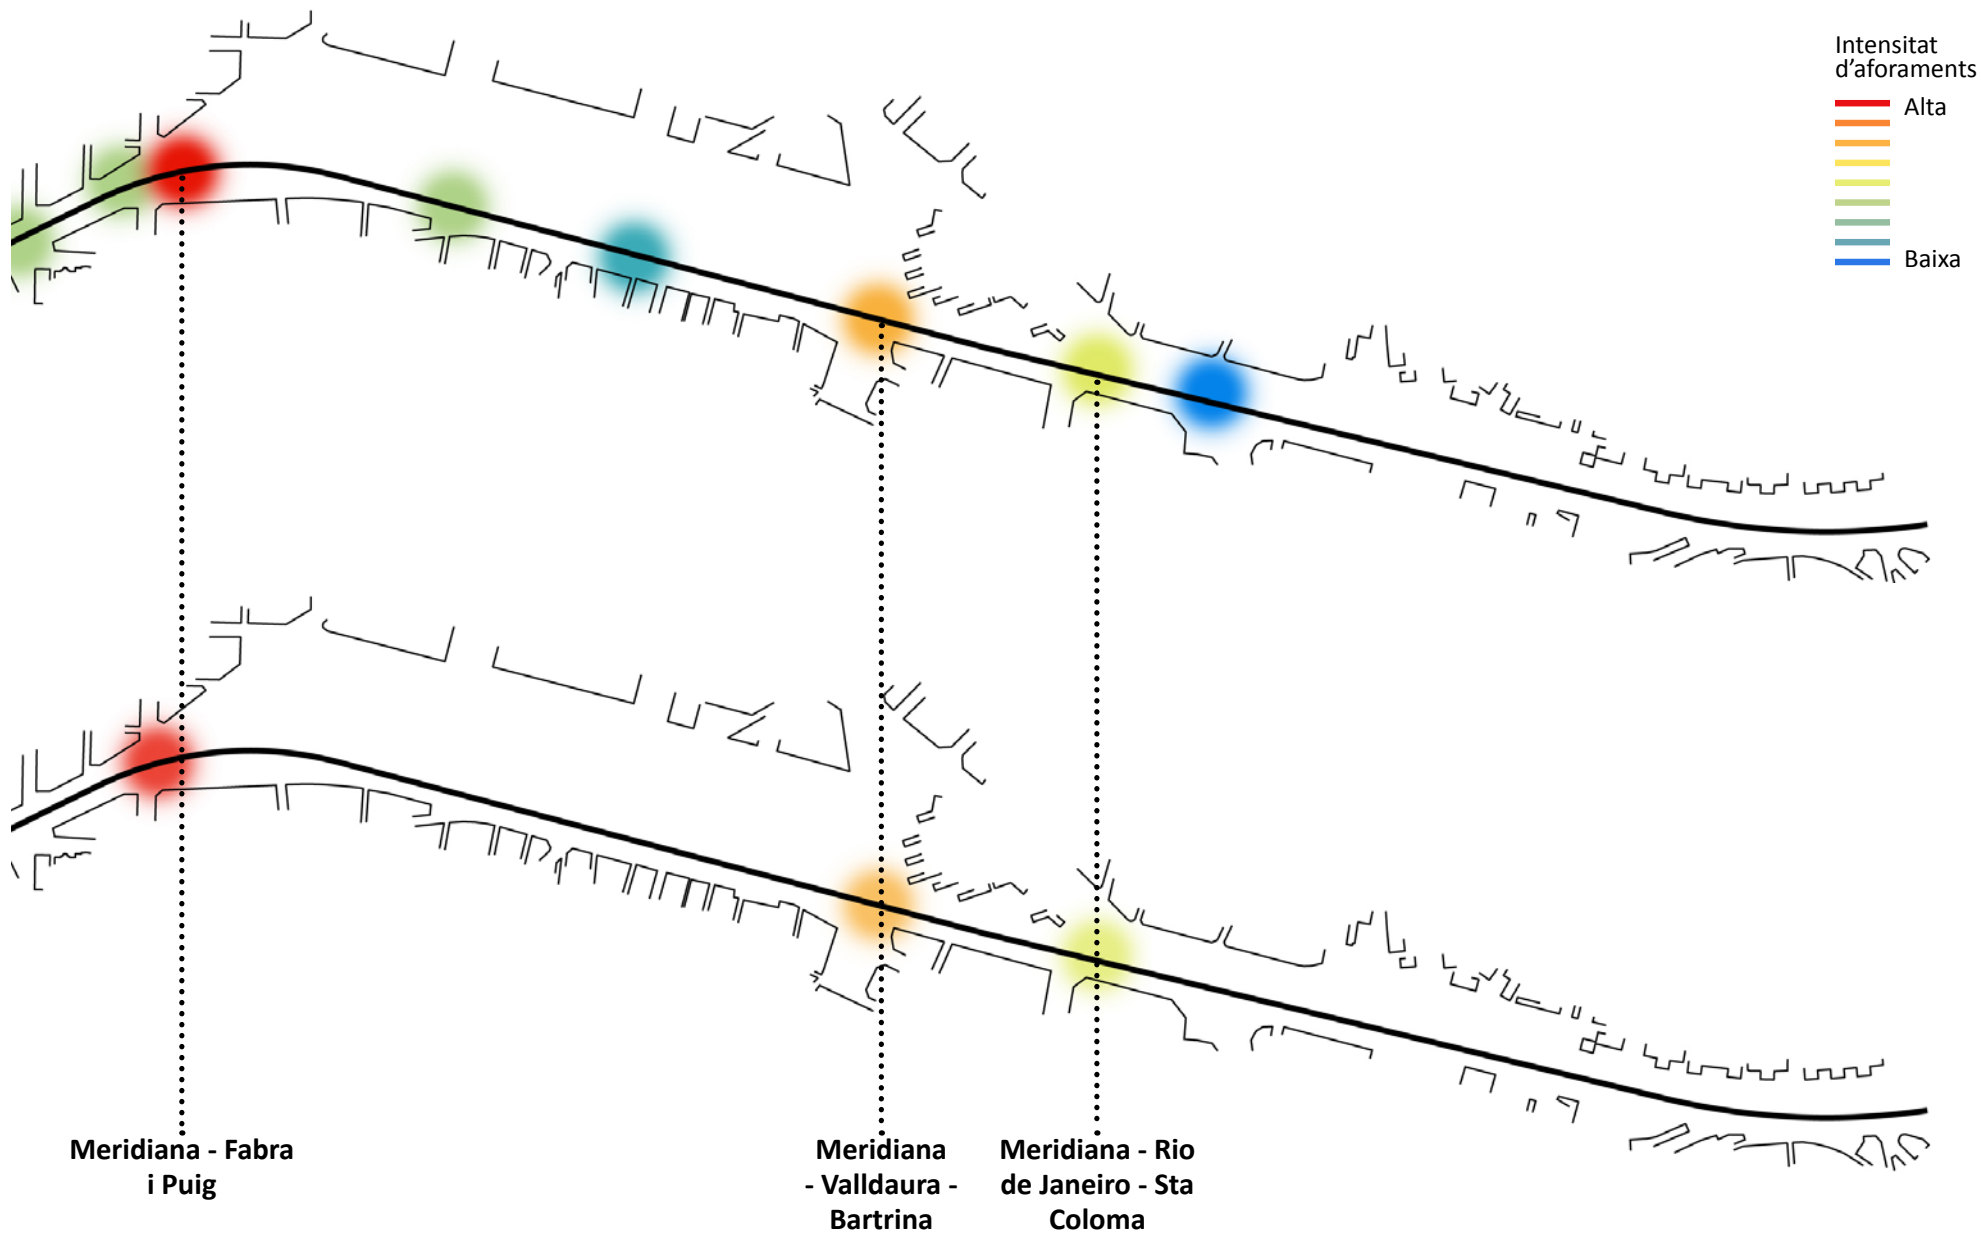 Intensitat
d’aforaments
Alta
Baixa
Meridiana - Fabra
i Puig
Meridiana
- Valldaura -
Bartrina
Meridiana - Rio
de Janeiro - Sta
Coloma